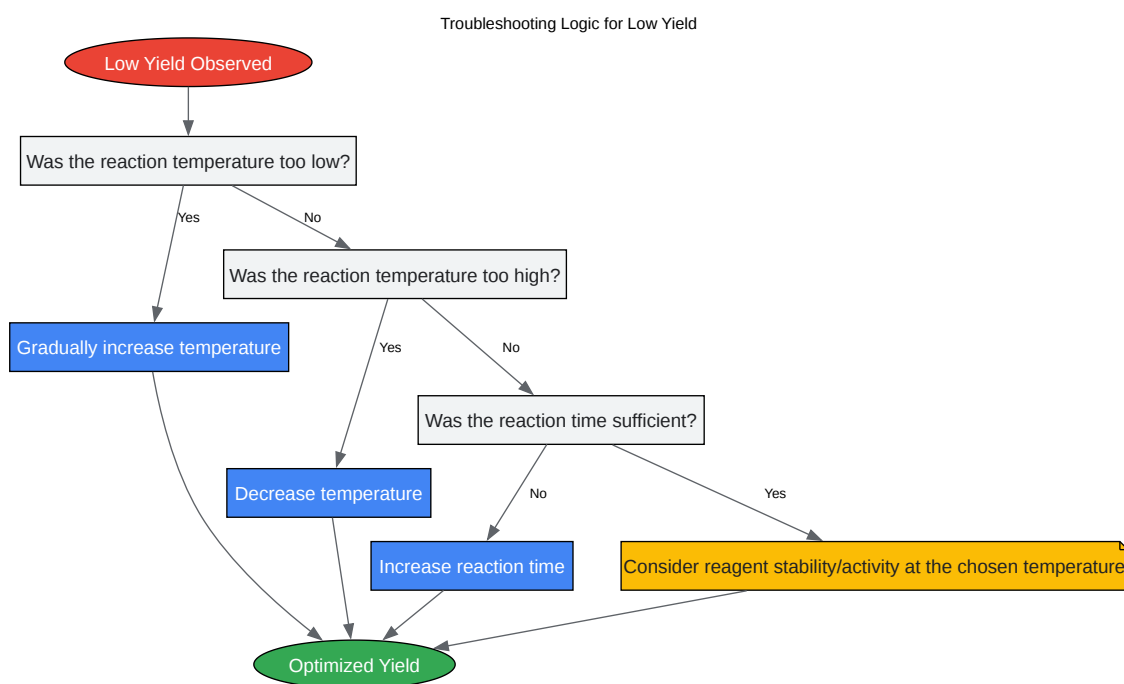 Troubleshooting Logic for Low Yield
Low Yield Observed
Was the reaction temperature too low?
Yes
No
Was the reaction temperature too high?
Gradually increase temperature
Yes
No
Was the reaction time sufficient?
Decrease temperature
No
Yes
Increase reaction time
Consider reagent stability/activity at the chosen temperature
Optimized Yield